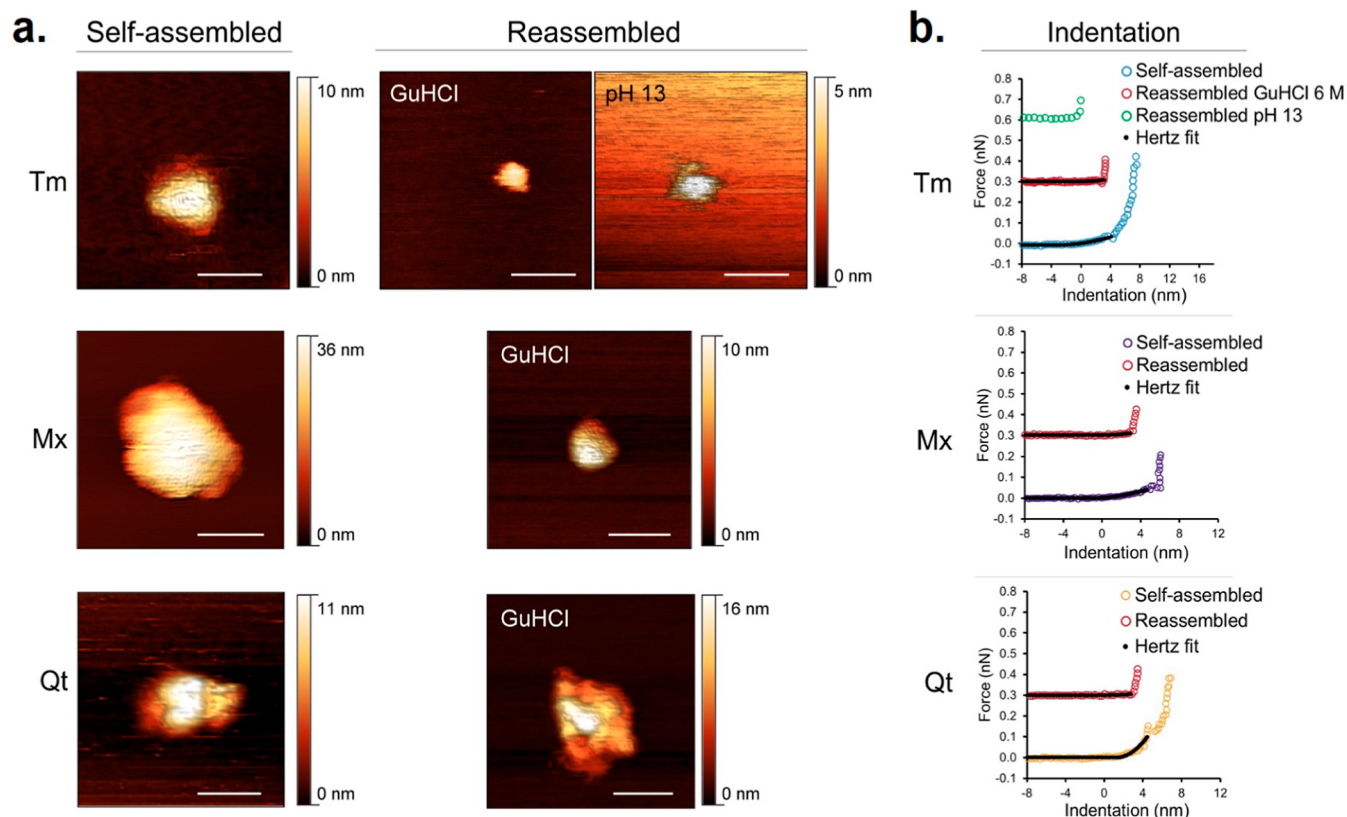 a.
Self-assembled
Reassembled
Tm
10 nm
0 nm
GuHCl
pH 13
5 nm
0 nm
Mx
36 nm
0 nm
GuHCl
10 nm
0 nm
Qt
11 nm
0 nm
GuHCl
16 nm
0 nm
b.
Indentation
Tm
Self-assembled
Reassembled GuHCl 6 M
Reassembled pH 13
Hertz fit
Force (nN)
0.8
0.7
0.6
0.5
0.4
0.3
0.2
0.1
0.0
-0.1
-8 -4 0 4 8 12 16
Indentation (nm)
Mx
Self-assembled
Reassembled
Hertz fit
Force (nN)
0.8
0.7
0.6
0.5
0.4
0.3
0.2
0.1
0.0
-0.1
-8 -4 0 4 8 12
Indentation (nm)
Qt
Self-assembled
Reassembled
Hertz fit
Force (nN)
0.8
0.7
0.6
0.5
0.4
0.3
0.2
0.1
0.0
-0.1
-8 -4 0 4 8 12
Indentation (nm)